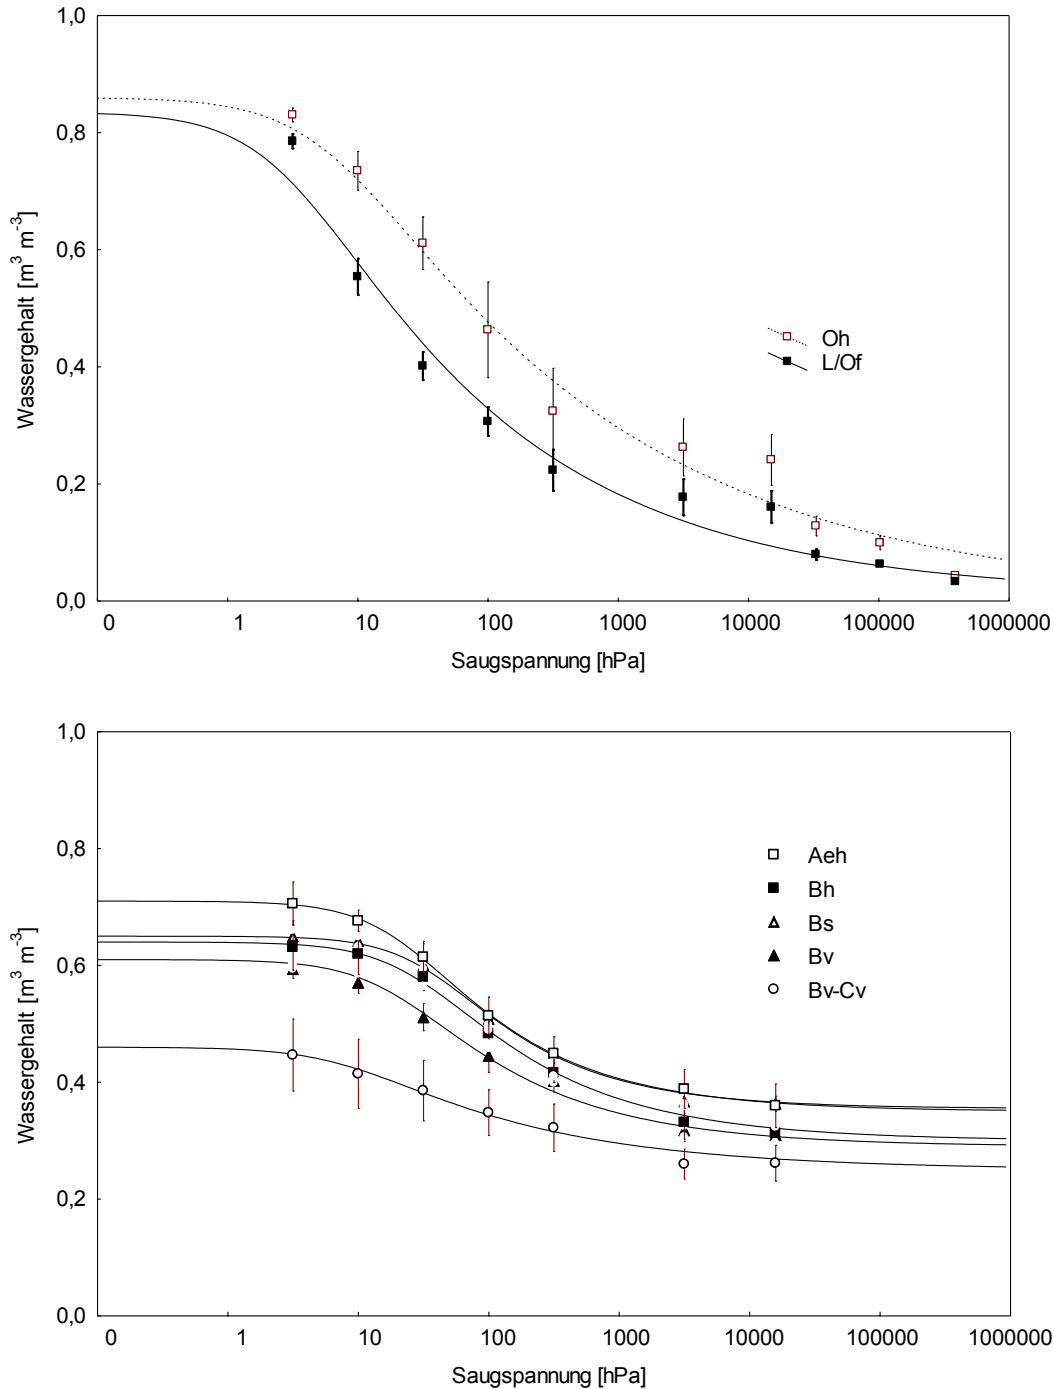 1,0
0,8
0,6
0,4
0,2
0,0
Wassergehalt [m³ m⁻³]
Oh
L/Of
0 1 10 100 1000 10000 100000 1000000
Saugspannung [hPa]
1,0
0,8
0,6
0,4
0,2
0,0
Wassergehalt [m³ m⁻³]
Aeh
Bh
Bs
Bv
Bv-Cv
0 1 10 100 1000 10000 100000 1000000
Saugspannung [hPa]